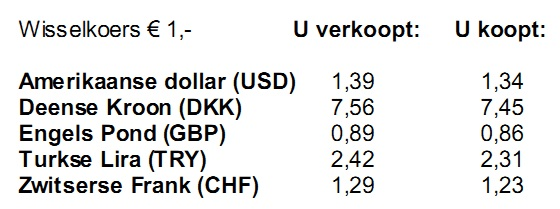 Wisselkoers € 1,- U verkoopt: U koopt:
Amerikaanse dollar (USD) 1,39 1,34
Deense Kroon (DKK) 7,56 7,45
Engels Pond (GBP) 0,89 0,86
Turkse Lira (TRY) 2,42 2,31
Zwitserse Frank (CHF) 1,29 1,23